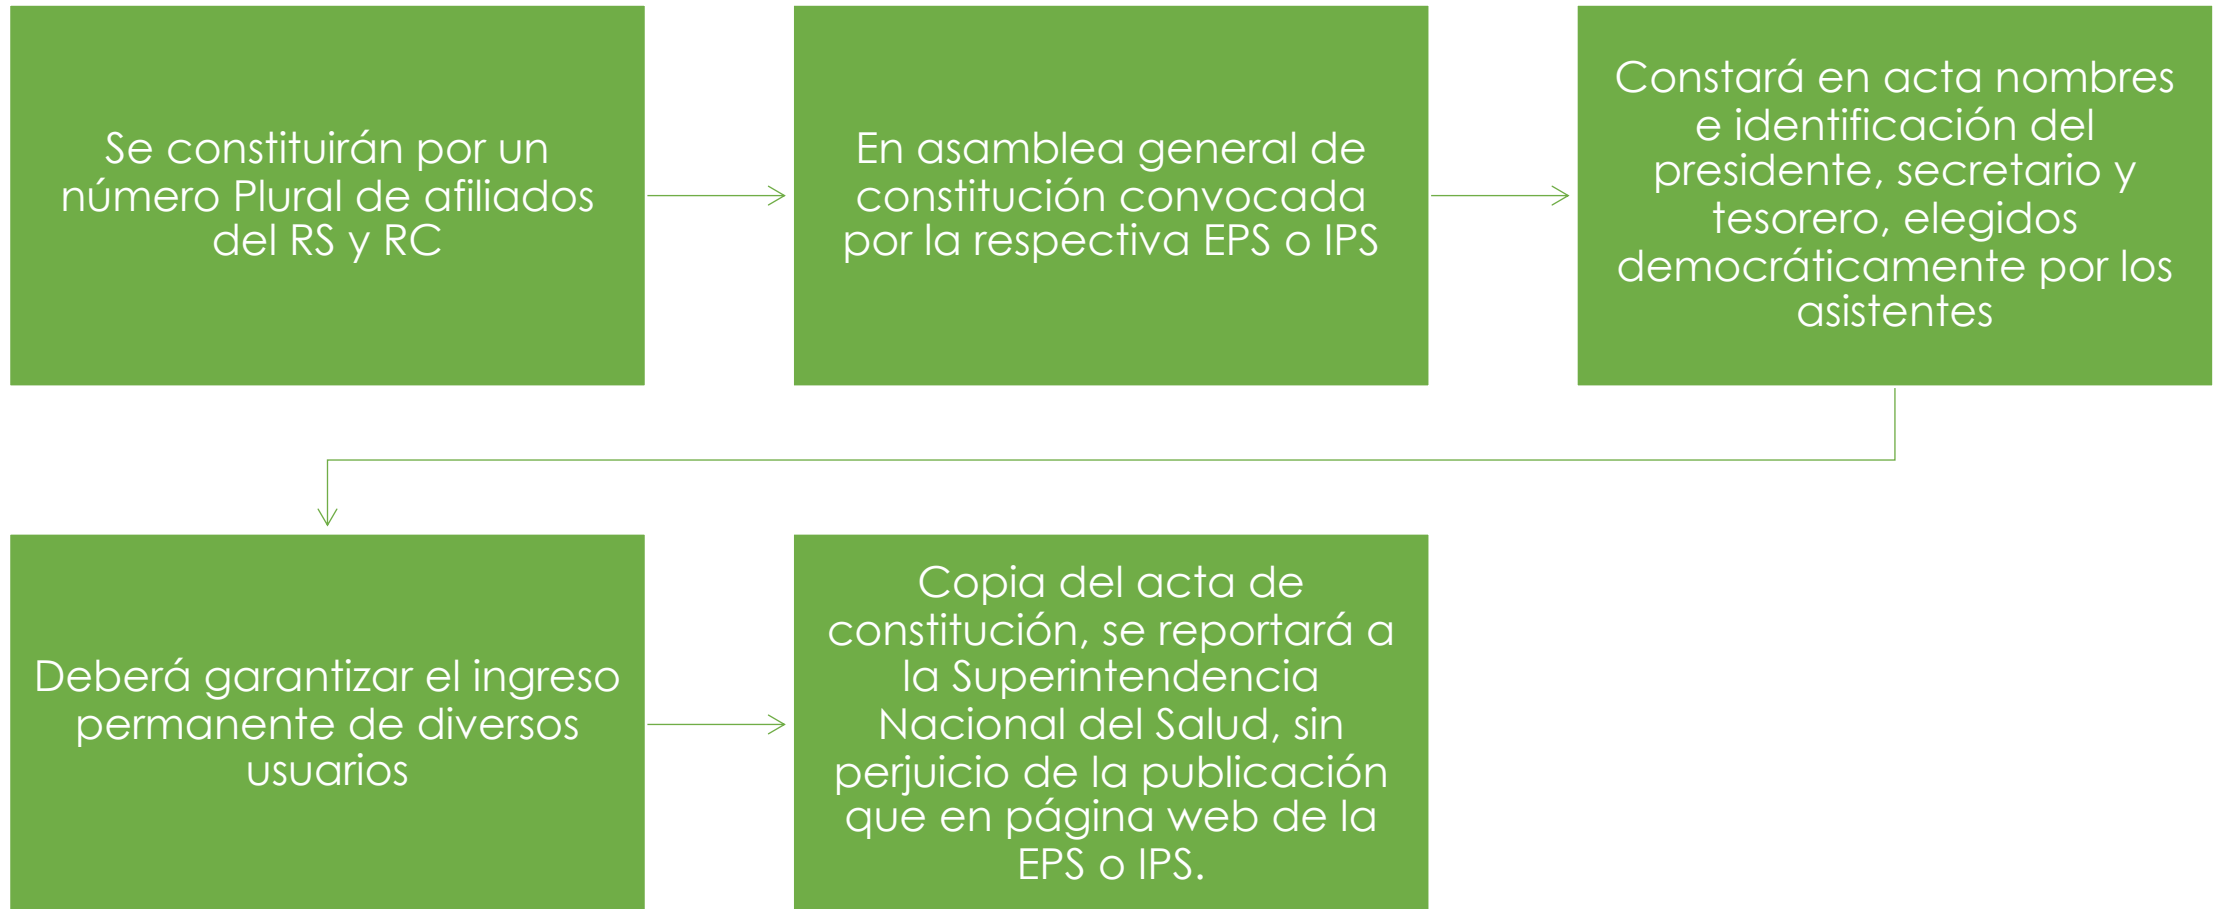 Se constituirán por un
número Plural de afiliados
del RS y RC
En asamblea general de
constitución convocada
por la respectiva EPS o IPS
Constará en acta nombres
e identificación del
presidente, secretario y
tesorero, elegidos
democráticamente por los
asistentes
Deberá garantizar el ingreso
permanente de diversos
usuarios
Copia del acta de
constitución, se reportará a
la Superintendencia
Nacional del Salud, sin
perjuicio de la publicación
que en página web de la
EPS o IPS.